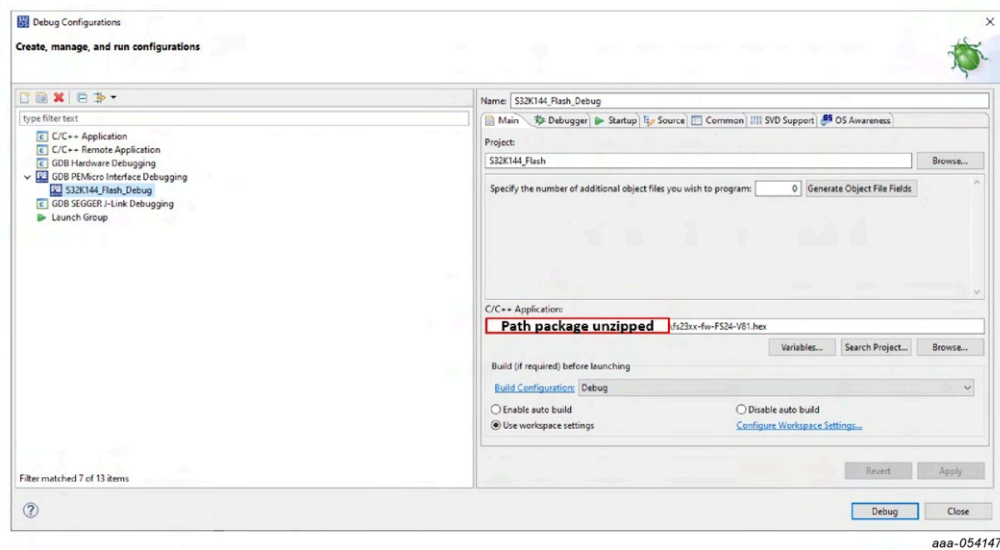 Debug Configurations
Create, manage, and run configurations
type filter text
C/C++ Application
C/C++ Remote Application
GDB Hardware Debugging
GDB PEMicro Interface Debugging
S32K144_Flash_Debug
GDB SEGGER J-Link Debugging
Launch Group
Filter matched 7 of 13 items
Name: S32K144_Flash_Debug
Main Debugger Startup Source Common SVD Support OS Awareness
Project:
S32K144_Flash Browse...
Specify the number of additional object files you wish to program: 0 Generate Object File Fields
C/C++ Application:
Path package unzipped \fs23xx-fw-FS24-V81.hex
Variables... Search Project... Browse...
Build (if required) before launching
Build Configuration: Debug
Enable auto build Disable auto build
Use workspace settings Configure Workspace Settings...
Revert Apply
Debug Close
aaa-054147